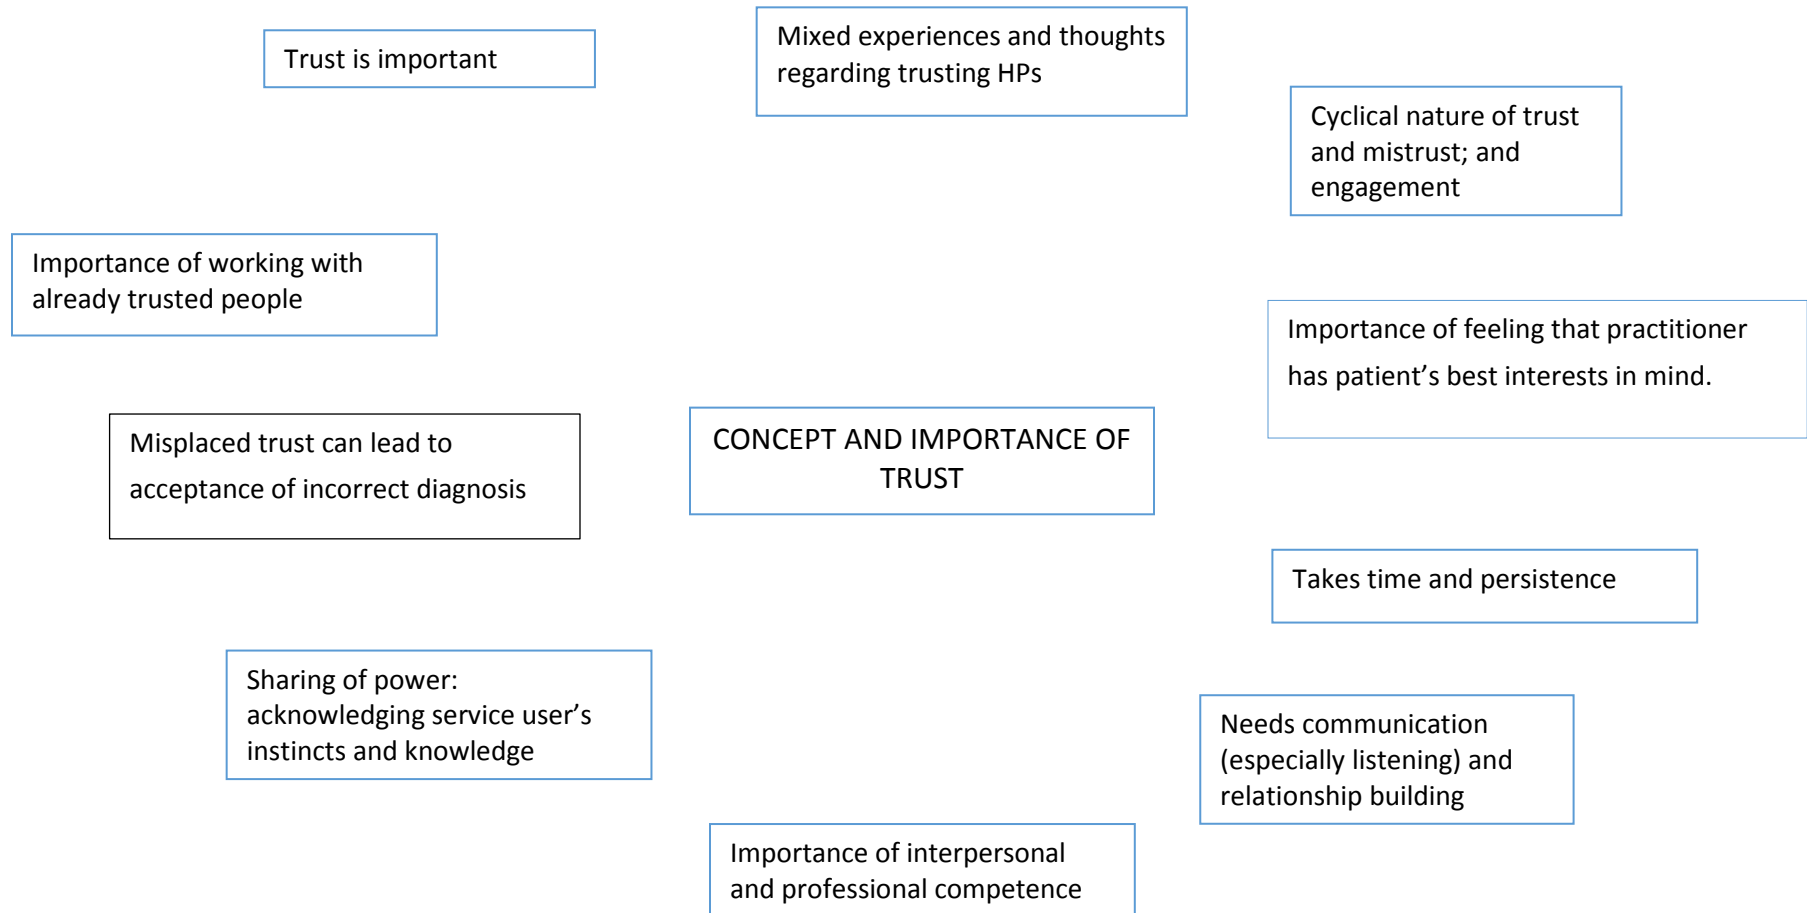 Trust is important
Mixed experiences and thoughts
regarding trusting HPs
Cyclical nature of trust
and mistrust; and
engagement
Importance of working with
already trusted people
Importance of feeling that practitioner
has patient’s best interests in mind.
Misplaced trust can lead to
acceptance of incorrect diagnosis
CONCEPT AND IMPORTANCE OF
TRUST
Takes time and persistence
Sharing of power:
acknowledging service user’s
instincts and knowledge
Needs communication
(especially listening) and
relationship building
Importance of interpersonal
and professional competence